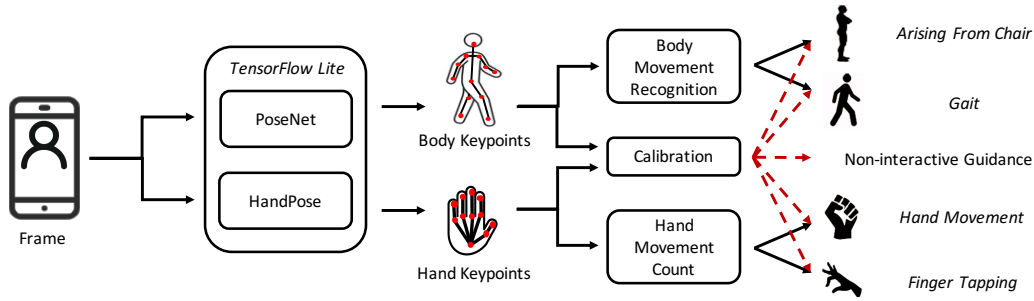 Frame
TensorFlow Lite
PoseNet
HandPose
Body Keypoints
Hand Keypoints
Body
Movement
Recognition
Calibration
Hand
Movement
Count
Arising From Chair
Gait
Non-interactive Guidance
Hand Movement
Finger Tapping